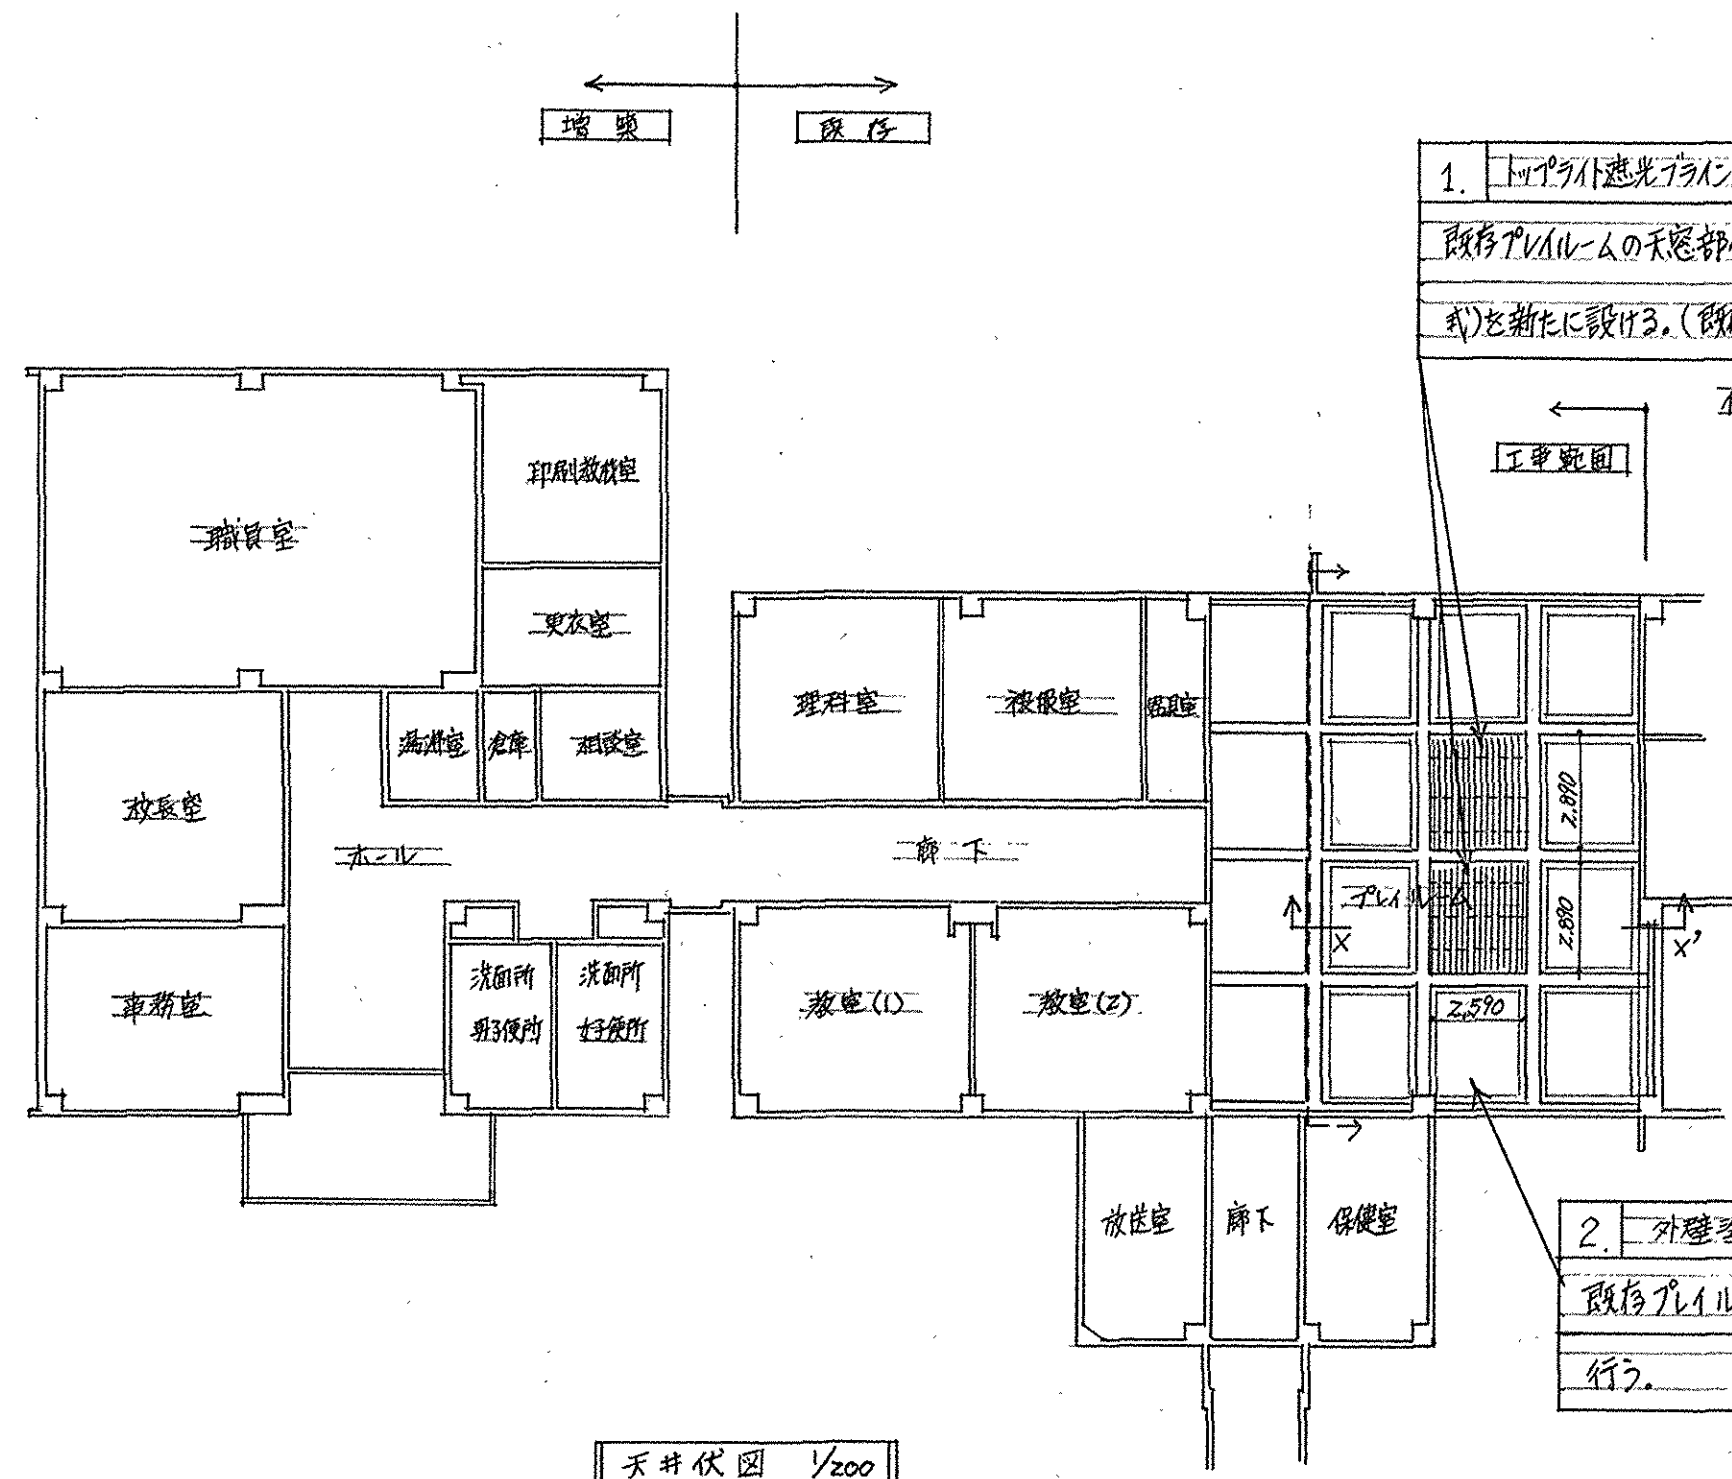 増築
既存
1. トップライト遮光ブライン
既存プレイルームの天窓部
式)を新たに設ける。(既
工事範囲
印刷教材室
職員室
更衣室
理科室
被服室
器具室
湯沸室
倉庫
相談室
校長室
ホール
廊下
2,890
プレイルーム
2,890
X
X'
洗面所
男子便所
洗面所
女子便所
教室(1)
教室(2)
事務室
2,590
放送室
廊下
保健室
2. 外壁塗
既存プレイル
行う。
天井伏図 1/200